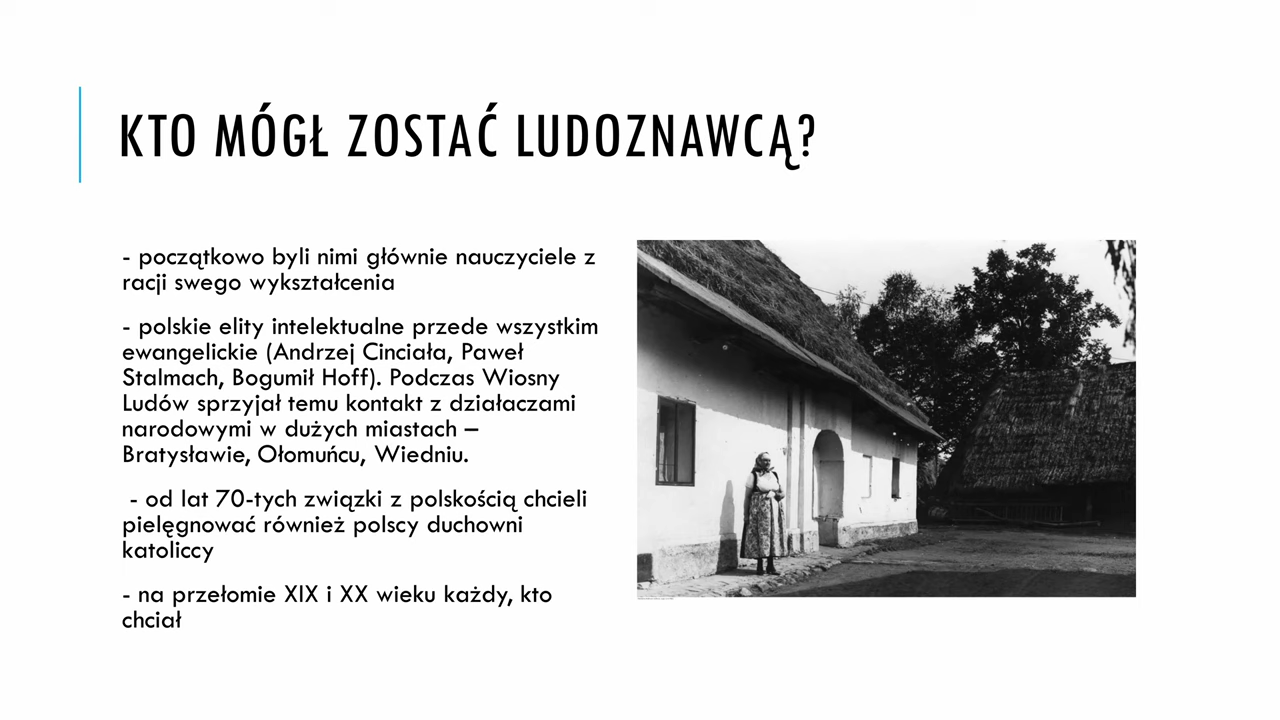 KTO MÓGŁ ZOSTAĆ LUDOZNAWCĄ?
- początkowo byli nimi głównie nauczyciele z
racji swego wykształcenia
- polskie elity intelektualne przede wszystkim
ewangelickie (Andrzej Cinciała, Paweł
Stalmach, Bogumił Hoff). Podczas Wiosny
Ludów sprzyjał temu kontakt z działaczami
narodowymi w dużych miastach –
Bratysławie, Ołomuńcu, Wiedniu.
- od lat 70-tych związki z polskością chcieli
pielęgnować również polscy duchowni
katoliccy
- na przełomie XIX i XX wieku każdy, kto
chciał